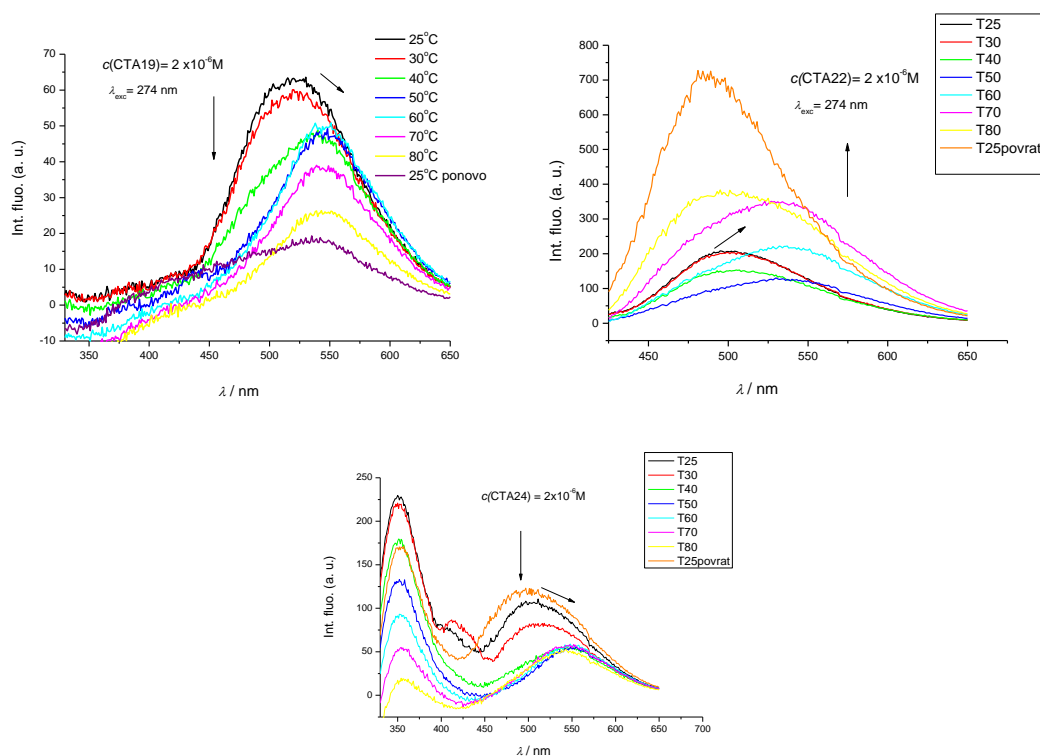 70
60
50
40
30
20
10
0
-10
350
400
450
500
550
600
650
Int. fluo. (a. u.)
λ / nm
c(CTA19) = 2 x10⁻⁶M
λexc= 274 nm
25°C
30°C
40°C
50°C
60°C
70°C
80°C
25°C ponovo
800
700
600
500
400
300
200
100
0
450
500
550
600
650
Int. fluo. (a. u.)
λ / nm
c(CTA22) = 2 x10⁻⁶M
λexc= 274 nm
T25
T30
T40
T50
T60
T70
T80
T25povrat
250
200
150
100
50
0
350
400
450
500
550
600
650
700
Int. fluo. (a. u.)
λ / nm
c(CTA24) = 2x10⁻⁶M
T25
T30
T40
T50
T60
T70
T80
T25povrat